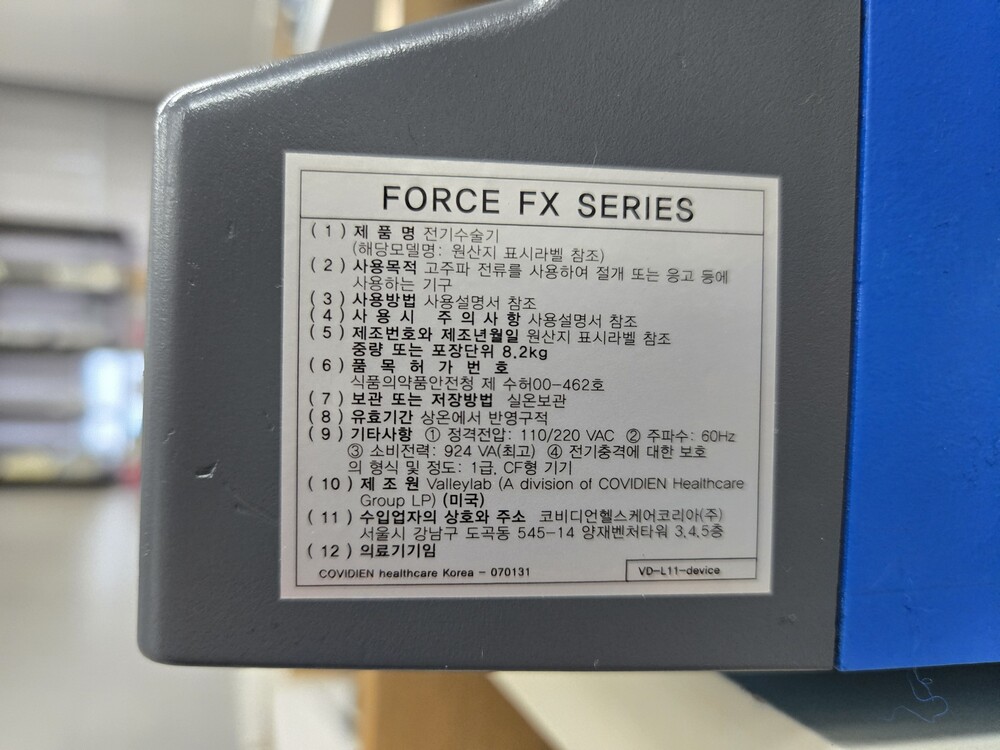 FORCE FX SERIES
(1) 제 품 명 전기수술기
(해당모델명: 원산지 표시라벨 참조)
(2) 사용목적 고주파 전류를 사용하여 절개 또는 응고 등에
사용하는 기구
(3) 사용방법 사용설명서 참조
(4) 사 용 시 주 의 사 항 사용설명서 참조
(5) 제조번호와 제조년월일 원산지 표시라벨 참조
중량 또는 포장단위 8.2kg
(6) 품 목 허 가 번 호
식품의약품안전청 제 수허00-462호
(7) 보관 또는 저장방법 실온보관
(8) 유효기간 상온에서 반영구적
(9) 기타사항 ① 정격전압: 110/220 VAC ② 주파수: 60Hz
③ 소비전력: 924 VA(최고) ④ 전기충격에 대한 보호
의 형식 및 정도: 1급, CF형 기기
(10) 제 조 원 Valleylab (A division of COVIDIEN Healthcare
Group LP) (미국)
(11) 수입업자의 상호와 주소 코비디언헬스케어코리아(주)
서울시 강남구 도곡동 545-14 양재벤처타워 3.4.5층
(12) 의료기기임
COVIDIEN healthcare Korea - 070131
VD-L11-device